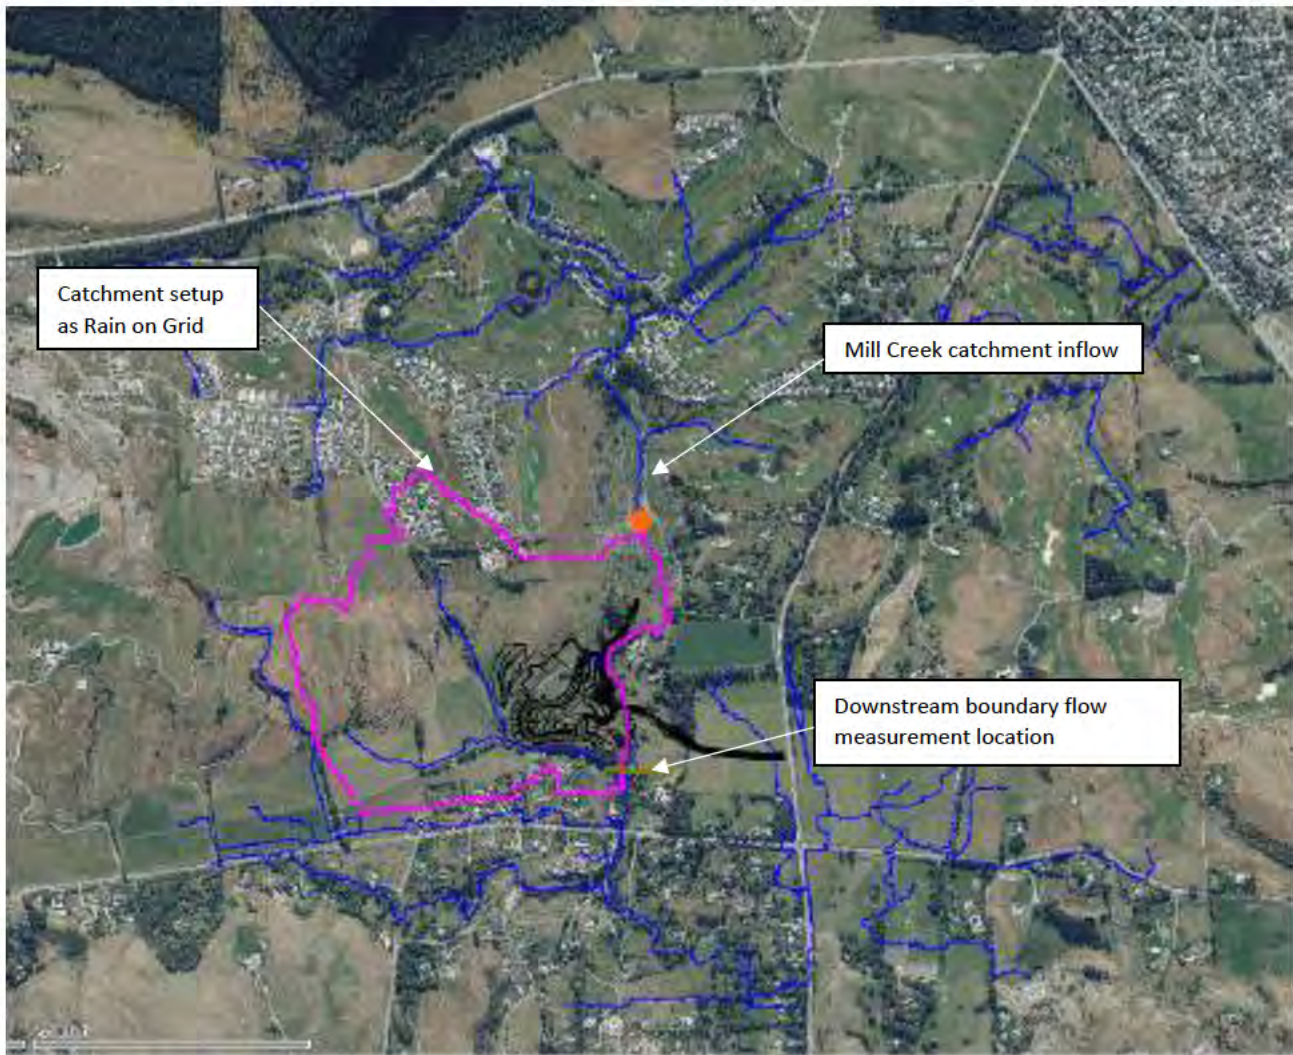 Catchment setup
as Rain on Grid
Mill Creek catchment inflow
Downstream boundary flow
measurement location